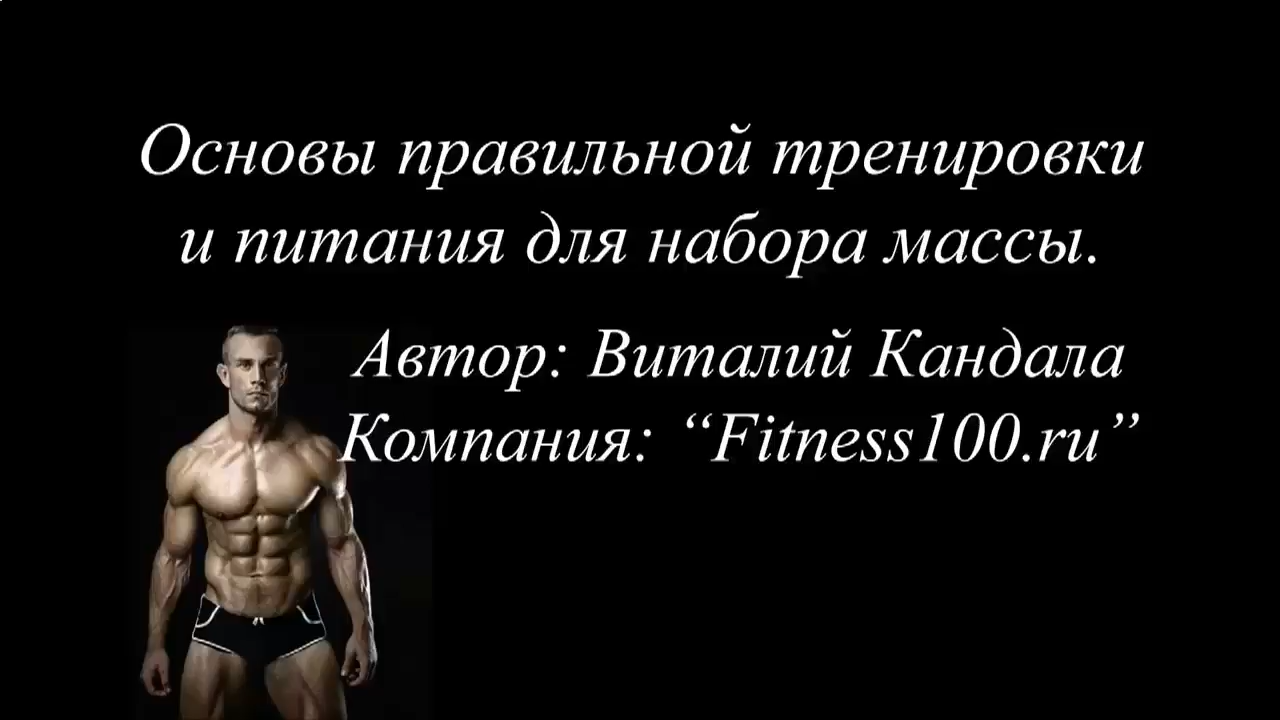 Основы правильной тренировки
и питания для набора массы.
Автор: Виталий Кандала
Компания: “Fitness100.ru”